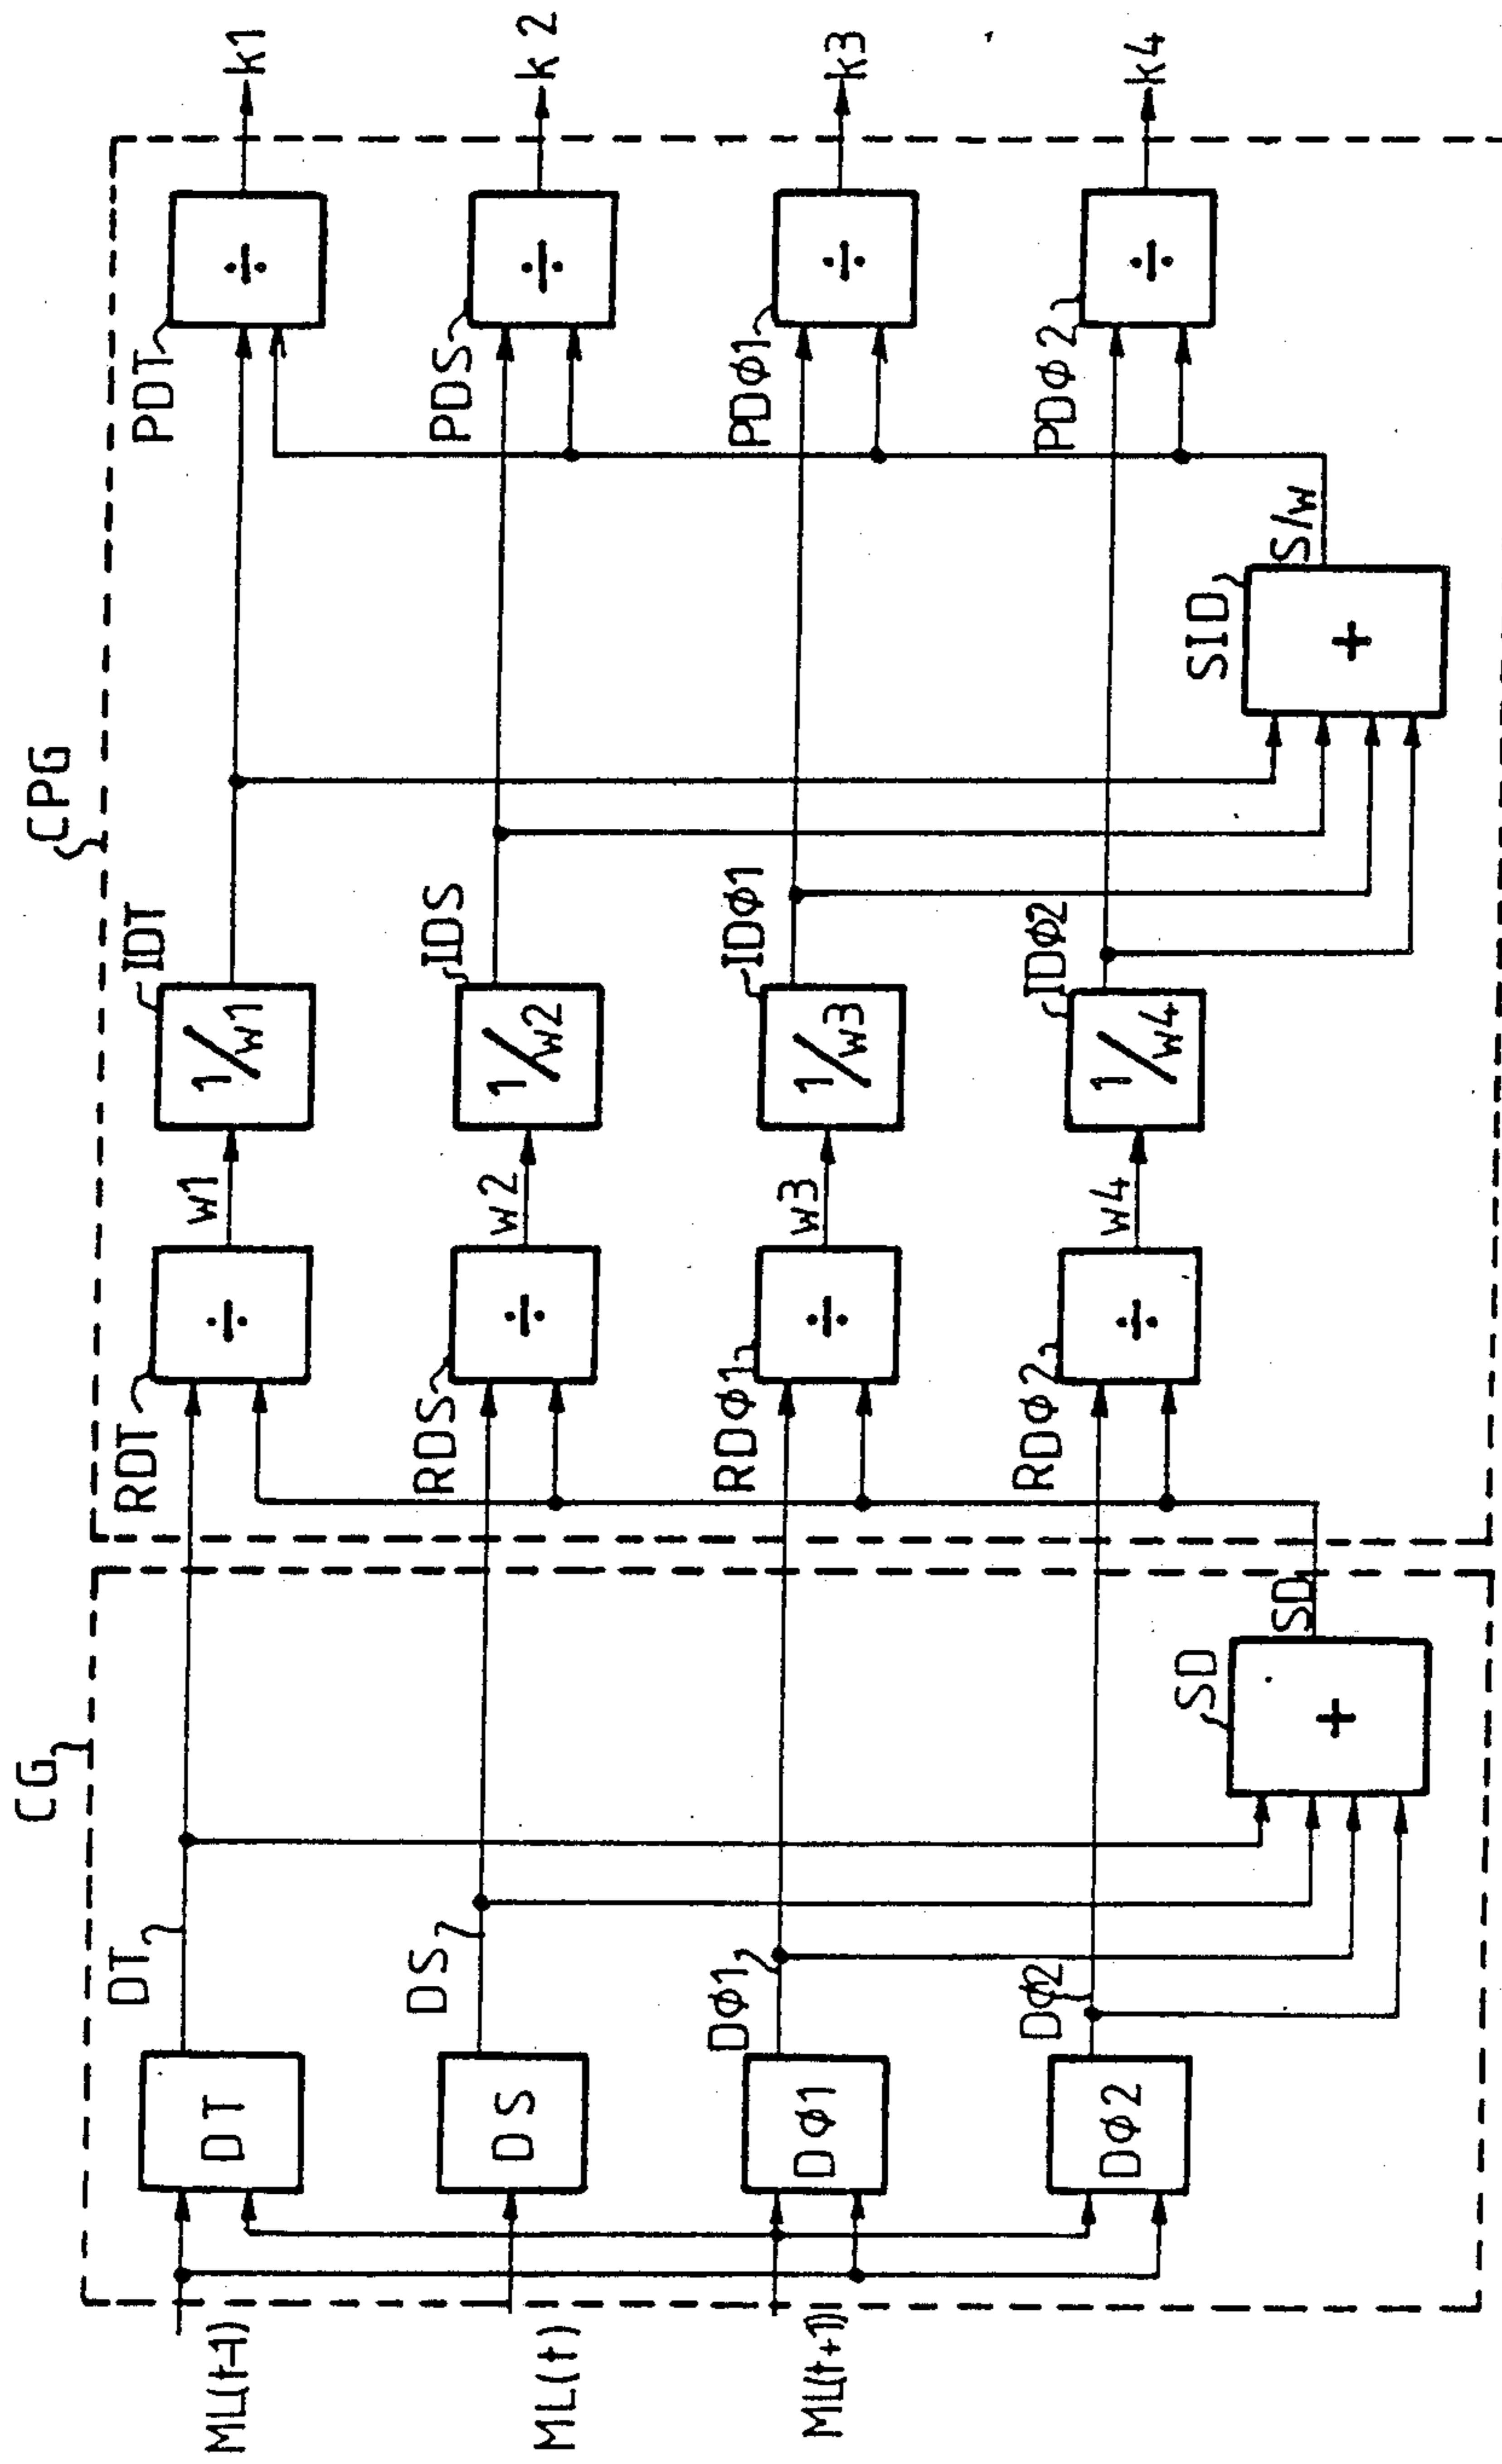 CG
CPG
ML(t-1)
DT
DT
RDT
÷
w1
1/w1
IDT
PDT
÷
k1
ML(t)
DS
DS
RDS
÷
w2
1/w2
IDS
PDS
÷
k2
ML(t+1)
Dφ1
Dφ1
RDφ1
÷
w3
1/w3
IDφ1
PDφ1
÷
k3
Dφ2
Dφ2
RDφ2
÷
w4
1/w4
IDφ2
PDφ2
÷
k4
SD
+
SD
SID
+
S/w